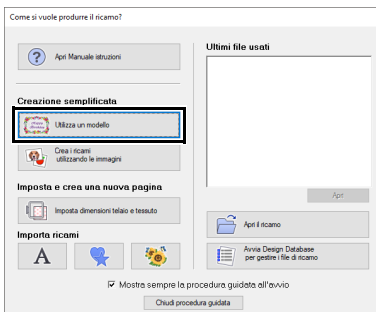 Come si vuole produrre il ricamo?
Apri Manuale istruzioni
Creazione semplificata
Utilizza un modello
Crea i ricami
utilizzando le immagini
Imposta e crea una nuova pagina
Imposta dimensioni telaio e tessuto
Importa ricami
A
Ultimi file usati
Apri
Apri il ricamo
Avvia Design Database
per gestire i file di ricamo
Mostra sempre la procedura guidata all'avvio
Chiudi procedura guidata